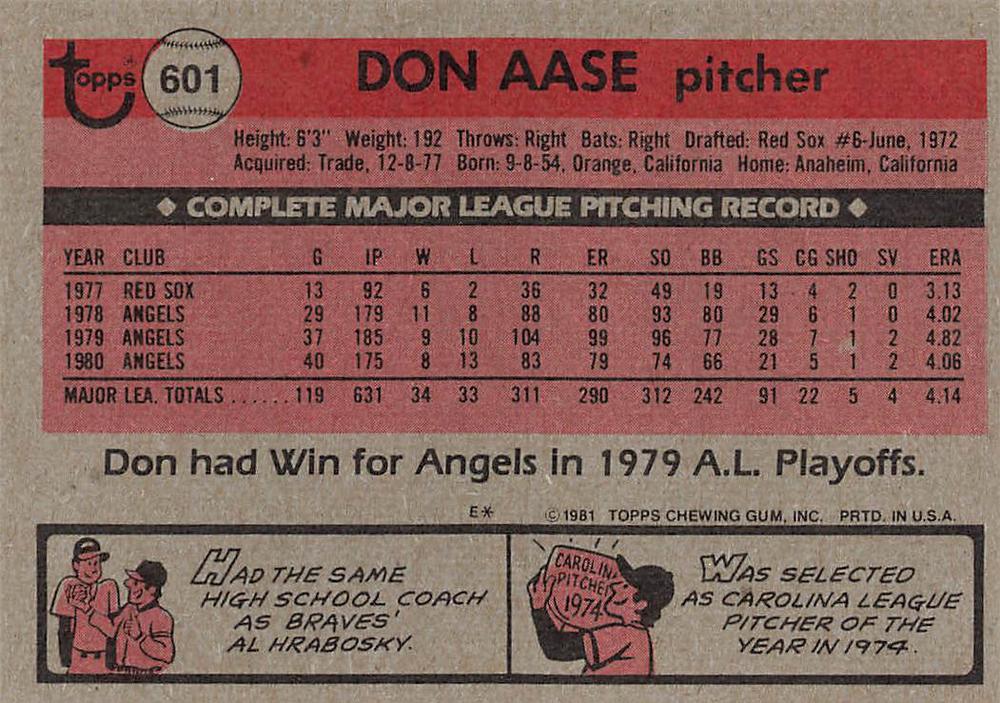 Topps 601 DON AASE pitcher
Height: 6'3" Weight: 192 Throws: Right Bats: Right Drafted: Red Sox #6-June, 1972
Acquired: Trade, 12-8-77 Born: 9-8-54, Orange, California Home: Anaheim, California
◆ COMPLETE MAJOR LEAGUE PITCHING RECORD ◆
YEAR CLUB G IP W L R ER SO BB GS CG SHO SV ERA
1977 RED SOX 13 92 6 2 36 32 49 19 13 4 2 0 3.13
1978 ANGELS 29 179 11 8 88 80 93 80 29 6 1 0 4.02
1979 ANGELS 37 185 9 10 104 99 96 77 28 7 1 2 4.82
1980 ANGELS 40 175 8 13 83 79 74 66 21 5 1 2 4.06
MAJOR LEA. TOTALS ...... 119 631 34 33 311 290 312 242 91 22 5 4 4.14
Don had Win for Angels in 1979 A.L. Playoffs.
E* © 1981 TOPPS CHEWING GUM, INC. PRTD. IN U.S.A.
HAD THE SAME
HIGH SCHOOL COACH
AS BRAVES'
AL HRABOSKY.
CAROLINA
PITCHER
1974
WAS SELECTED
AS CAROLINA LEAGUE
PITCHER OF THE
YEAR IN 1974.